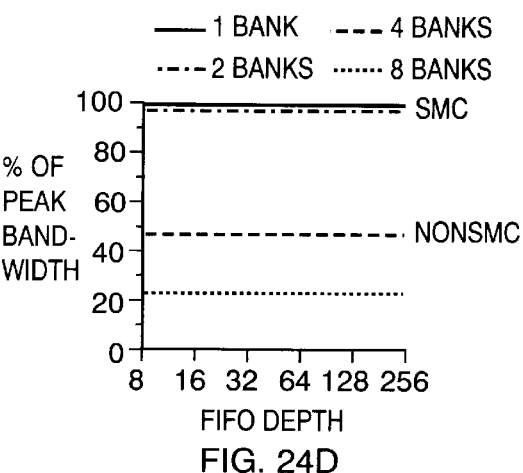 1 BANK
4 BANKS
2 BANKS
8 BANKS
100
80
60
40
20
0
% OF
PEAK
BAND-
WIDTH
SMC
NONSMC
8 16 32 64 128 256
FIFO DEPTH
FIG. 24D